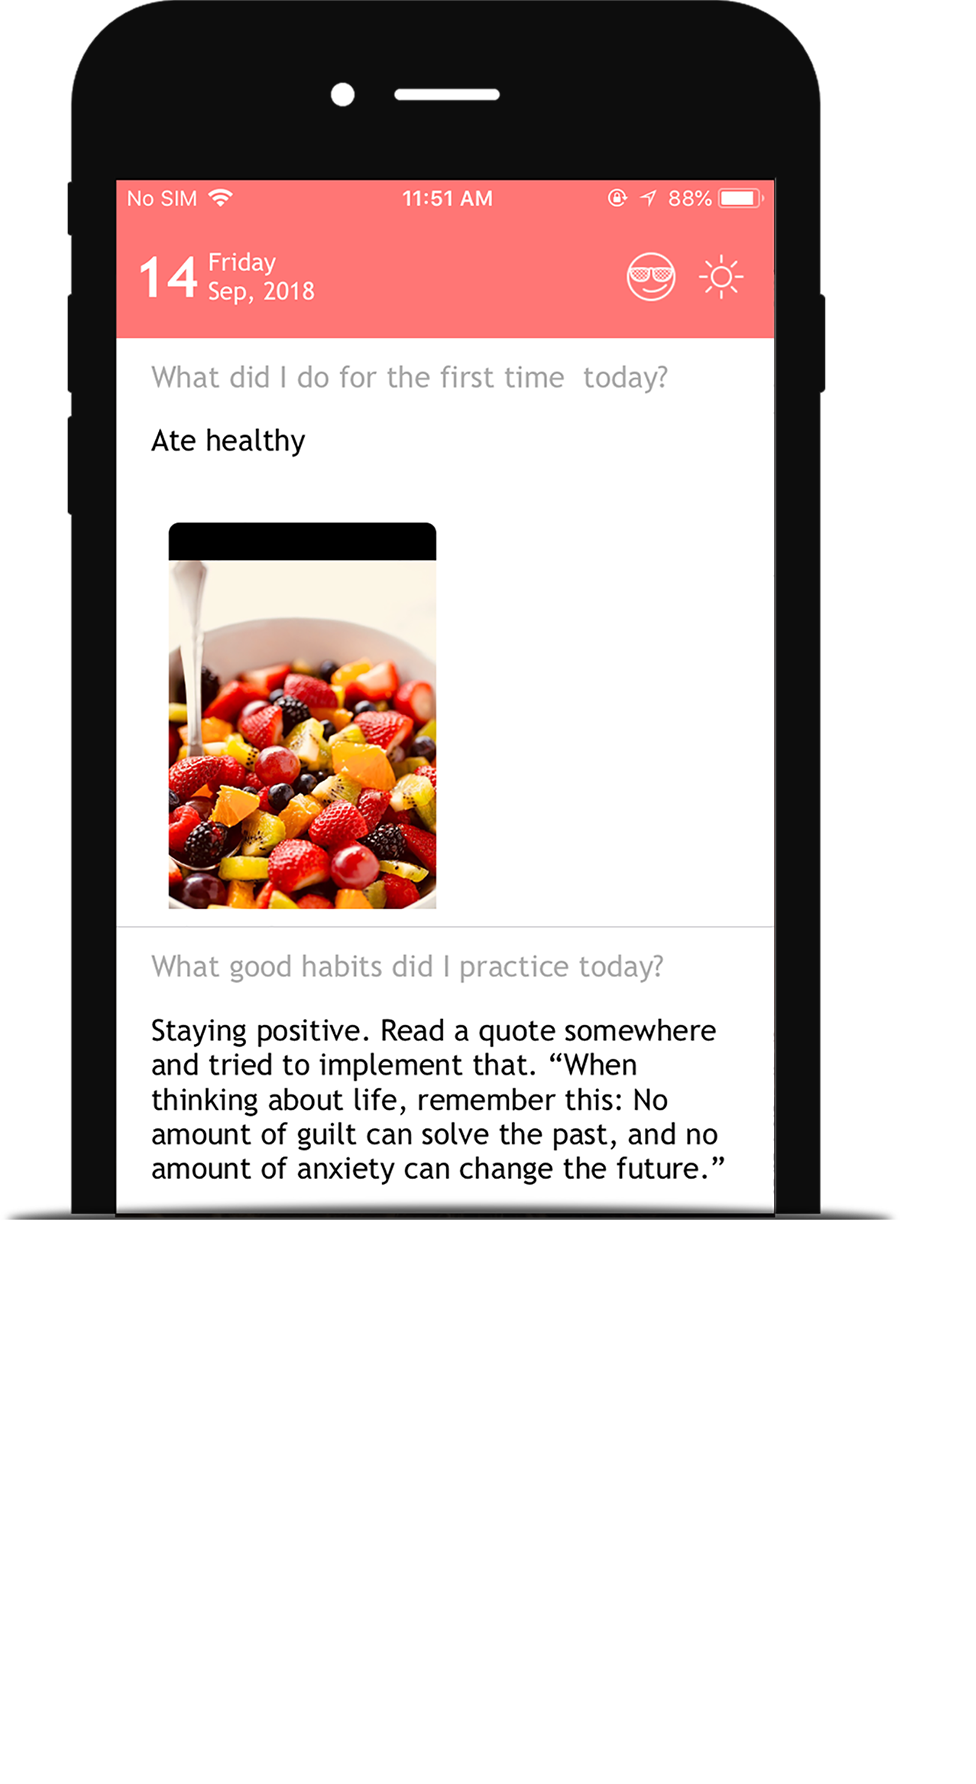 No SIM 11:51 AM 88%
14 Friday
Sep, 2018
What did I do for the first time today?
Ate healthy
What good habits did I practice today?
Staying positive. Read a quote somewhere
and tried to implement that. “When
thinking about life, remember this: No
amount of guilt can solve the past, and no
amount of anxiety can change the future.”